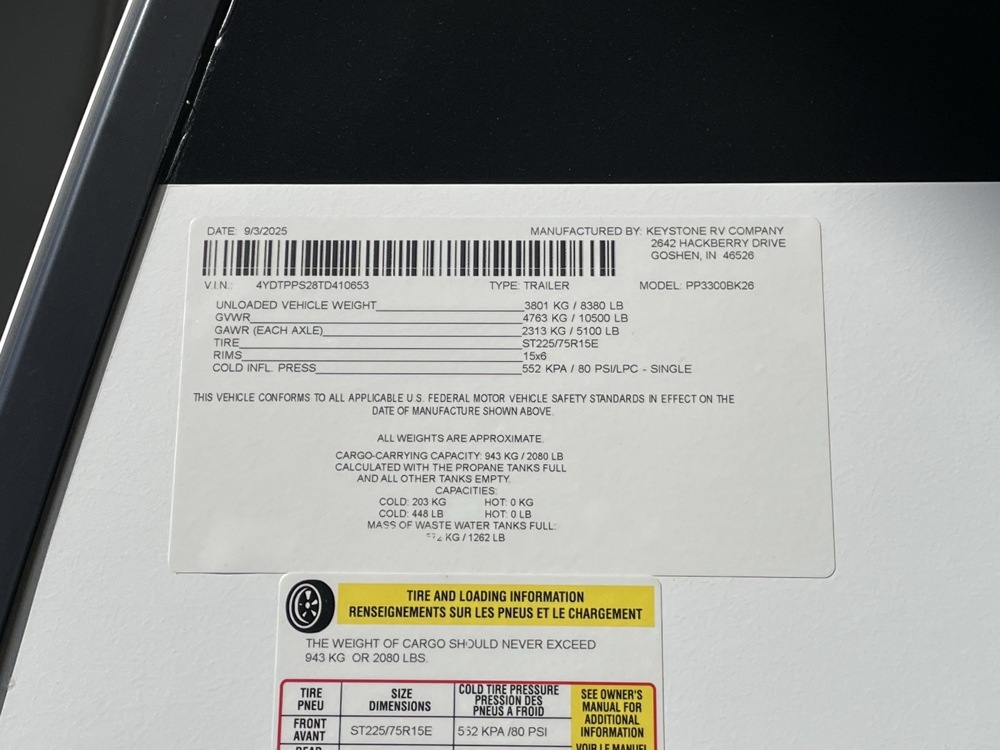 DATE: 9/3/2025 MANUFACTURED BY: KEYSTONE RV COMPANY
2642 HACKBERRY DRIVE
GOSHEN, IN 46526
V.I.N.: 4YDTPPS28TD410653 TYPE: TRAILER MODEL: PP3300BK26
UNLOADED VEHICLE WEIGHT 3801 KG / 8380 LB
GVWR 4763 KG / 10500 LB
GAWR (EACH AXLE) 2313 KG / 5100 LB
TIRE ST225/75R15E
RIMS 15x6
COLD INFL. PRESS 552 KPA / 80 PSI/LPC - SINGLE
THIS VEHICLE CONFORMS TO ALL APPLICABLE U.S. FEDERAL MOTOR VEHICLE SAFETY STANDARDS IN EFFECT ON THE
DATE OF MANUFACTURE SHOWN ABOVE.
ALL WEIGHTS ARE APPROXIMATE.
CARGO-CARRYING CAPACITY: 943 KG / 2080 LB
CALCULATED WITH THE PROPANE TANKS FULL
AND ALL OTHER TANKS EMPTY.
CAPACITIES:
COLD: 203 KG HOT: 0 KG
COLD: 448 LB HOT: 0 LB
MASS OF WASTE WATER TANKS FULL:
KG / 1262 LB
TIRE AND LOADING INFORMATION
RENSEIGNEMENTS SUR LES PNEUS ET LE CHARGEMENT
THE WEIGHT OF CARGO SHOULD NEVER EXCEED
943 KG OR 2080 LBS.
TIRE
PNEU
SIZE
DIMENSIONS
COLD TIRE PRESSURE
PRESSION DES
PNEUS A FROID
SEE OWNER'S
MANUAL FOR
ADDITIONAL
INFORMATION
VOIR LE MANUEL
FRONT
AVANT
ST225/75R15E
552 KPA /80 PSI